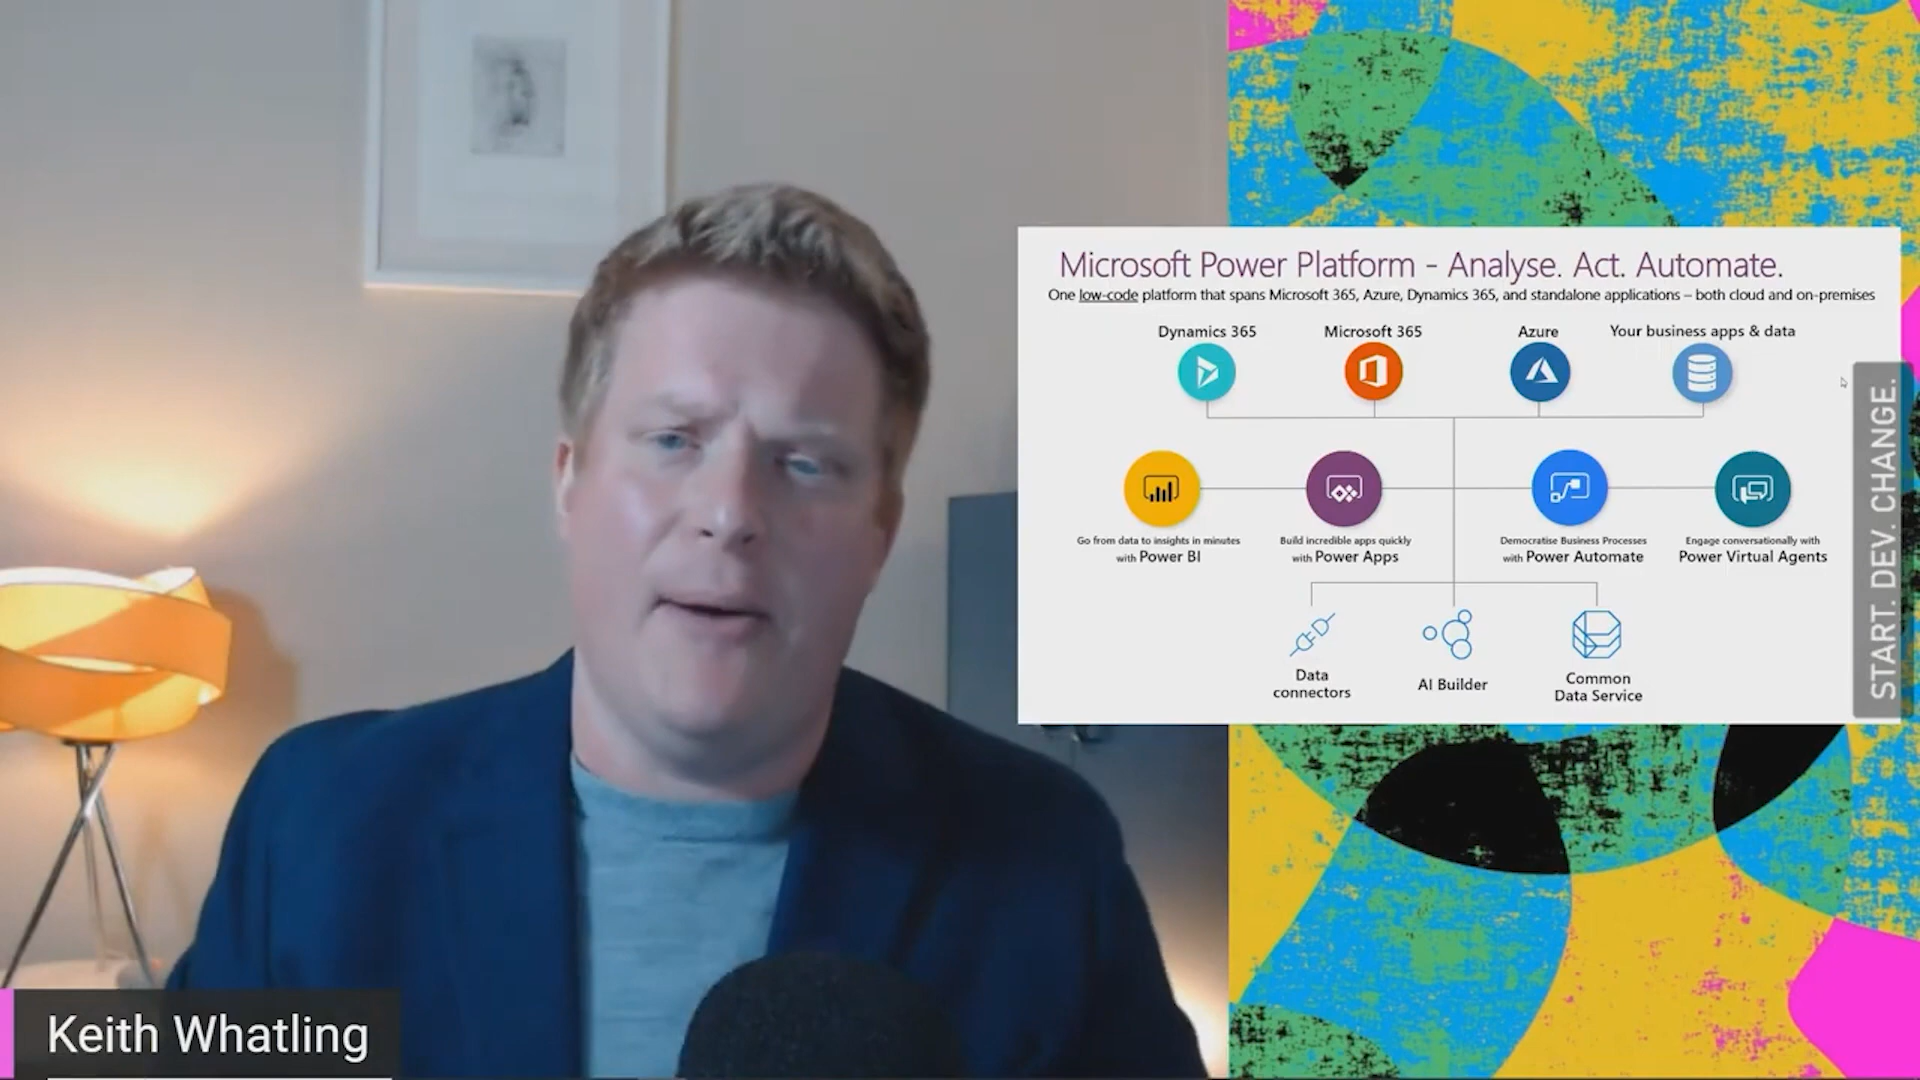 Microsoft Power Platform - Analyse. Act. Automate.
One low-code platform that spans Microsoft 365, Azure, Dynamics 365, and standalone applications – both cloud and on-premises
Dynamics 365
Microsoft 365
Azure
Your business apps & data
Go from data to insights in minutes
with Power BI
Build incredible apps quickly
with Power Apps
Democratise Business Processes
with Power Automate
Engage conversationally with
Power Virtual Agents
Data
connectors
AI Builder
Common
Data Service
START. DEV. CHANGE.
Keith Whatling